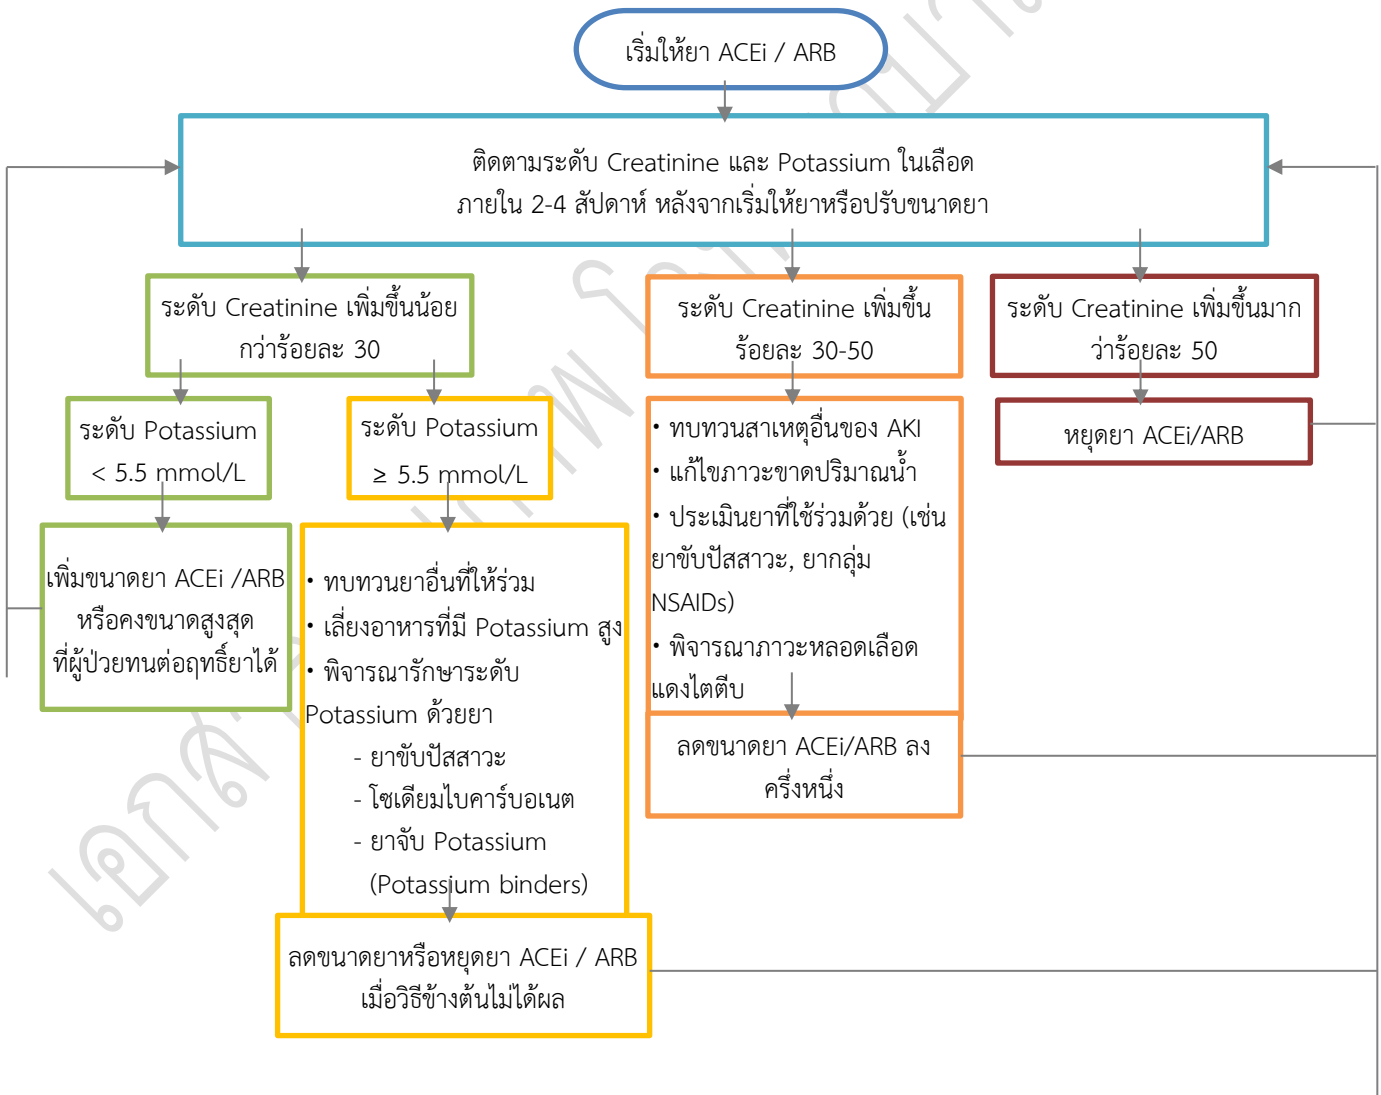 เริ่มให้ยา ACEi / ARB
ติดตามระดับ Creatinine และ Potassium ในเลือด
ภายใน 2-4 สัปดาห์ หลังจากเริ่มให้ยาหรือปรับขนาดยา
ระดับ Creatinine เพิ่มขึ้นน้อย
กว่าร้อยละ 30
ระดับ Creatinine เพิ่มขึ้น
ร้อยละ 30-50
ระดับ Creatinine เพิ่มขึ้นมาก
ว่าร้อยละ 50
ระดับ Potassium
< 5.5 mmol/L
ระดับ Potassium
≥ 5.5 mmol/L
• ทบทวนสาเหตุอื่นของ AKI
• แก้ไขภาวะขาดปริมาณน้ำ
• ประเมินยาที่ใช้ร่วมด้วย (เช่น
ยาขับปัสสาวะ, ยากลุ่ม
NSAIDs)
• พิจารณาภาวะหลอดเลือด
แดงไตตีบ
หยุดยา ACEi/ARB
เพิ่มขนาดยา ACEi /ARB
หรือคงขนาดสูงสุด
ที่ผู้ป่วยทนต่อฤทธิ์ยาได้
• ทบทวนยาอื่นที่ให้ร่วม
• เลี่ยงอาหารที่มี Potassium สูง
• พิจารณารักษาระดับ
Potassium ด้วยยา
- ยาขับปัสสาวะ
- โซเดียมไบคาร์บอเนต
- ยาจับ Potassium
(Potassium binders)
ลดขนาดยา ACEi/ARB ลง
ครึ่งหนึ่ง
ลดขนาดยาหรือหยุดยา ACEi / ARB
เมื่อวิธีข้างต้นไม่ได้ผล